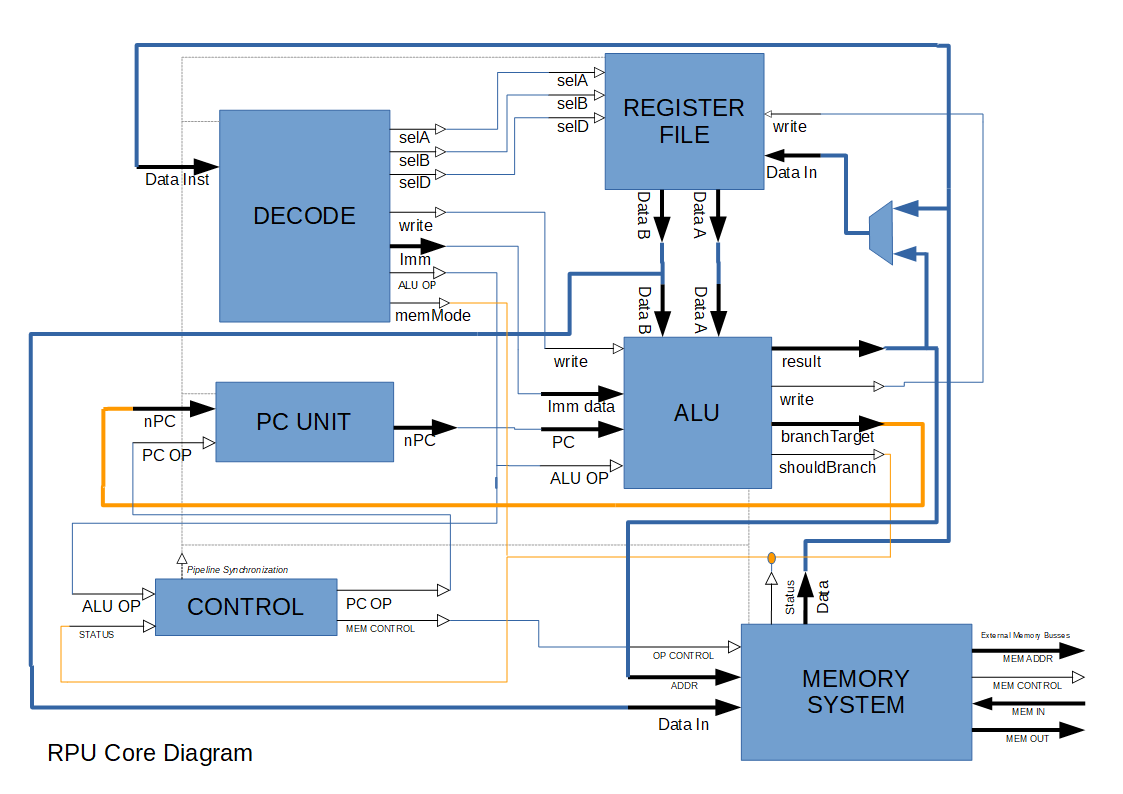 REGISTER
FILE
selA
selB
selD
write
Data In
Data B
Data A
DECODE
Data Inst
selA
selB
selD
write
Imm
ALU OP
memMode
Data B
Data A
ALU
write
Imm data
PC
ALU OP
result
write
branchTarget
shouldBranch
PC UNIT
nPC
PC OP
nPC
Pipeline Synchronization
CONTROL
ALU OP
STATUS
PC OP
MEM CONTROL
Status
Data
MEMORY
SYSTEM
OP CONTROL
ADDR
Data In
External Memory Busses
MEM ADDR
MEM CONTROL
MEM IN
MEM OUT
RPU Core Diagram